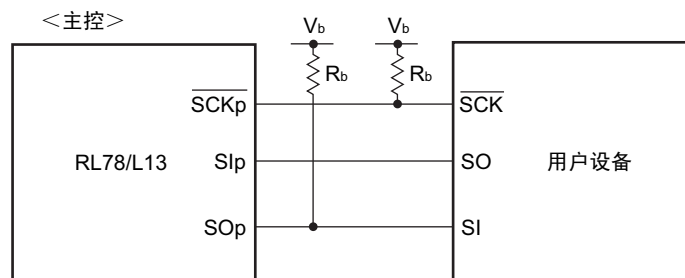 ＜主控＞
Vb Vb
Rb Rb
SCKp SCK
RL78/L13 SIp SO 用户设备
SOp SI